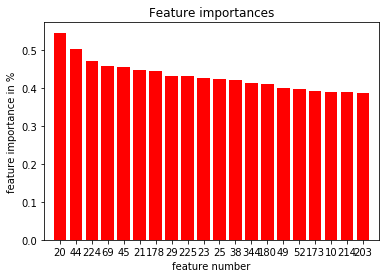 Feature importances
feature importance in %
0.5
0.4
0.3
0.2
0.1
0.0
20 44 224 69 45 21 178 29 225 23 25 38 344 180 49 52 173 10 214 203
feature number